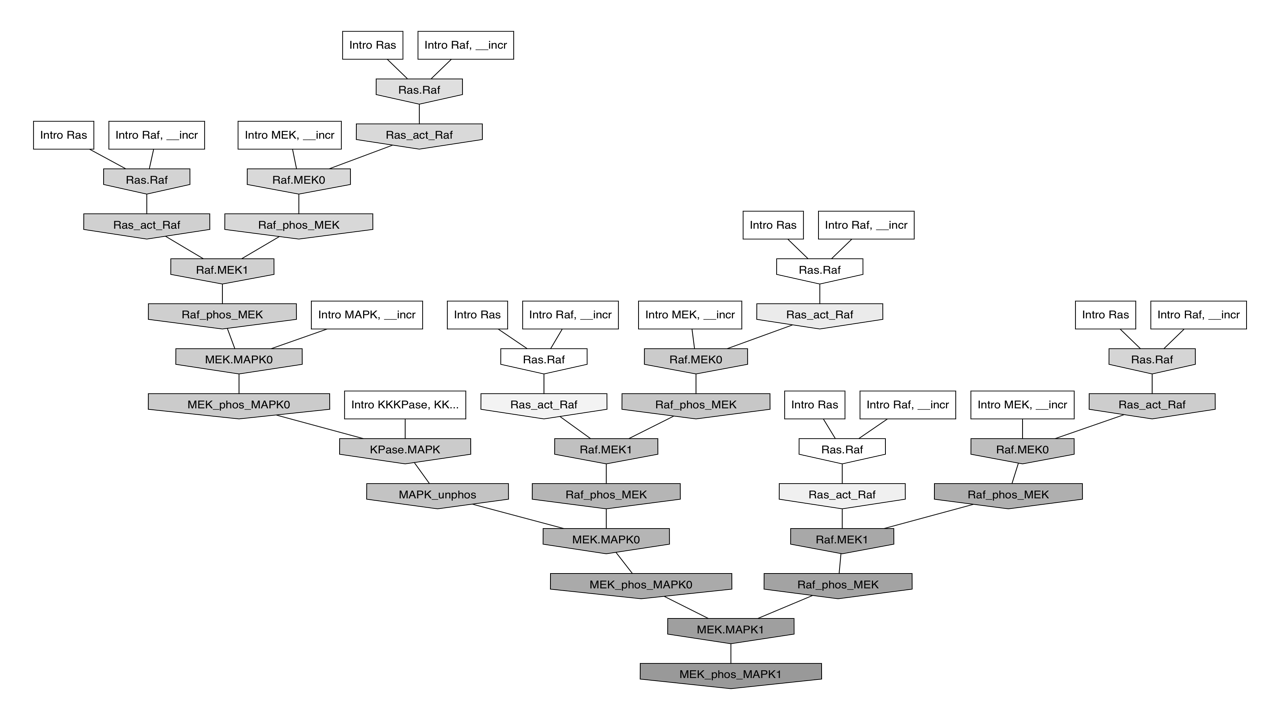 Intro Ras
Intro Raf, __incr
Ras.Raf
Intro Ras
Intro Raf, __incr
Intro MEK, __incr
Ras_act_Raf
Ras.Raf
Raf.MEK0
Ras_act_Raf
Raf_phos_MEK
Intro Ras
Intro Raf, __incr
Raf.MEK1
Ras.Raf
Raf_phos_MEK
Intro MAPK, __incr
Intro Ras
Intro Raf, __incr
Intro MEK, __incr
Ras_act_Raf
Intro Ras
Intro Raf, __incr
MEK.MAPK0
Ras.Raf
Raf.MEK0
Ras.Raf
MEK_phos_MAPK0
Intro KKKPase, KK...
Ras_act_Raf
Raf_phos_MEK
Intro Ras
Intro Raf, __incr
Intro MEK, __incr
Ras_act_Raf
KPase.MAPK
Raf.MEK1
Ras.Raf
Raf.MEK0
MAPK_unphos
Raf_phos_MEK
Ras_act_Raf
Raf_phos_MEK
MEK.MAPK0
Raf.MEK1
MEK_phos_MAPK0
Raf_phos_MEK
MEK.MAPK1
MEK_phos_MAPK1